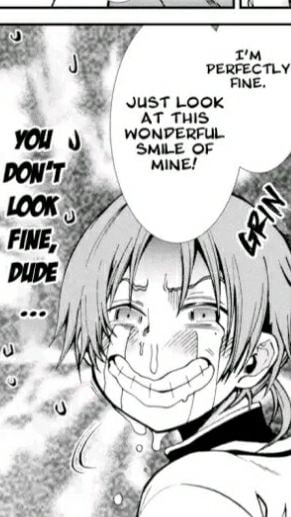 I'M
PERFECTLY
FINE.
JUST LOOK
AT THIS
WONDERFUL
SMILE OF
MINE!
GRIN
YOU
DON'T
LOOK
FINE,
DUDE
...